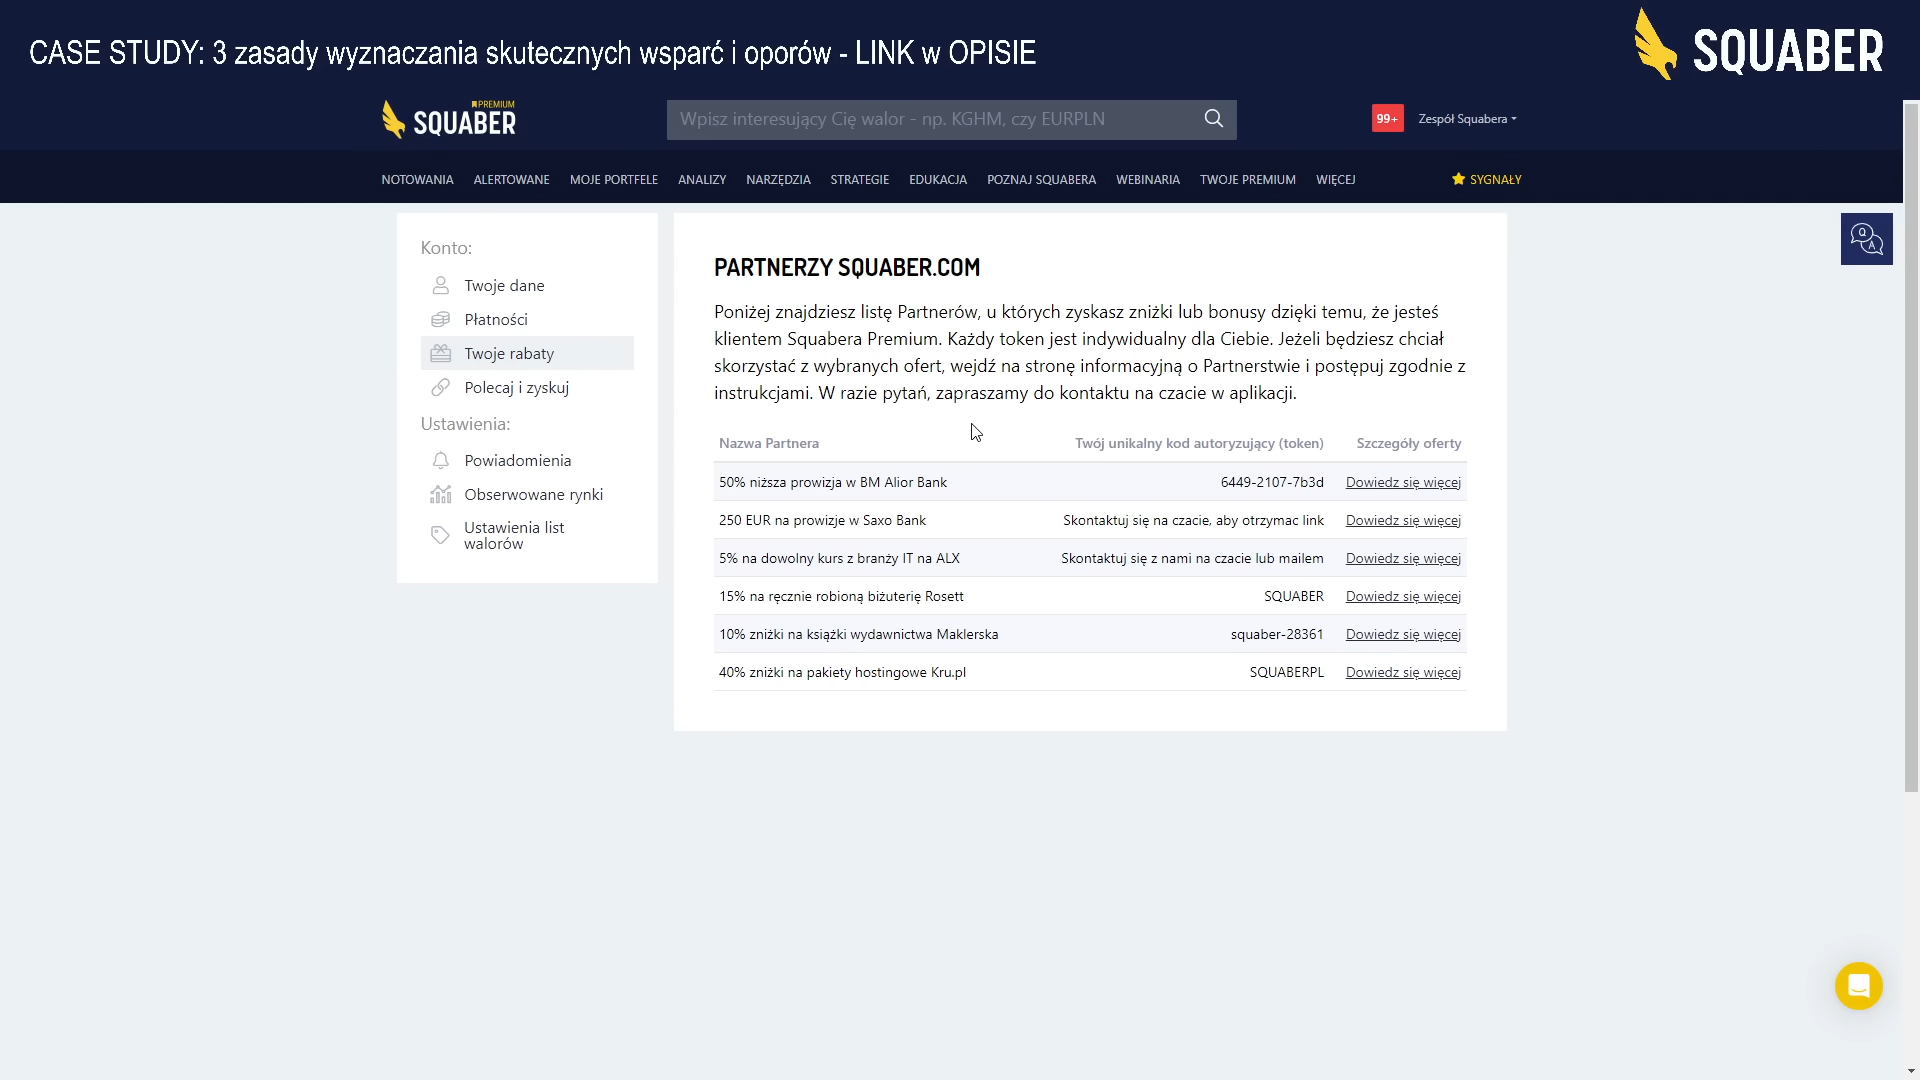 CASE STUDY: 3 zasady wyznaczania skutecznych wsparć i oporów - LINK w OPISIE
SQUABER
PREMIUM
SQUABER
Wpisz interesujący Cię walor - np. KGHM, czy EURPLN
99+
Zespół Squabera
NOTOWANIA ALERTOWANE MOJE PORTFELE ANALIZY NARZĘDZIA STRATEGIE EDUKACJA POZNAJ SQUABERA WEBINARIA TWOJE PREMIUM WIĘCEJ SYGNAŁY
Q
A
Konto:
Twoje dane
Płatności
Twoje rabaty
Polecaj i zyskuj
Ustawienia:
Powiadomienia
Obserwowane rynki
Ustawienia list
walorów
PARTNERZY SQUABER.COM
Poniżej znajdziesz listę Partnerów, u których zyskasz zniżki lub bonusy dzięki temu, że jesteś
klientem Squabera Premium. Każdy token jest indywidualny dla Ciebie. Jeżeli będziesz chciał
skorzystać z wybranych ofert, wejdź na stronę informacyjną o Partnerstwie i postępuj zgodnie z
instrukcjami. W razie pytań, zapraszamy do kontaktu na czacie w aplikacji.
Nazwa Partnera Twój unikalny kod autoryzujący (token) Szczegóły oferty
50% niższa prowizja w BM Alior Bank 6449-2107-7b3d Dowiedz się więcej
250 EUR na prowizje w Saxo Bank Skontaktuj się na czacie, aby otrzymac link Dowiedz się więcej
5% na dowolny kurs z branży IT na ALX Skontaktuj się z nami na czacie lub mailem Dowiedz się więcej
15% na ręcznie robioną biżuterię Rosett SQUABER Dowiedz się więcej
10% zniżki na książki wydawnictwa Maklerska squaber-28361 Dowiedz się więcej
40% zniżki na pakiety hostingowe Kru.pl SQUABERPL Dowiedz się więcej